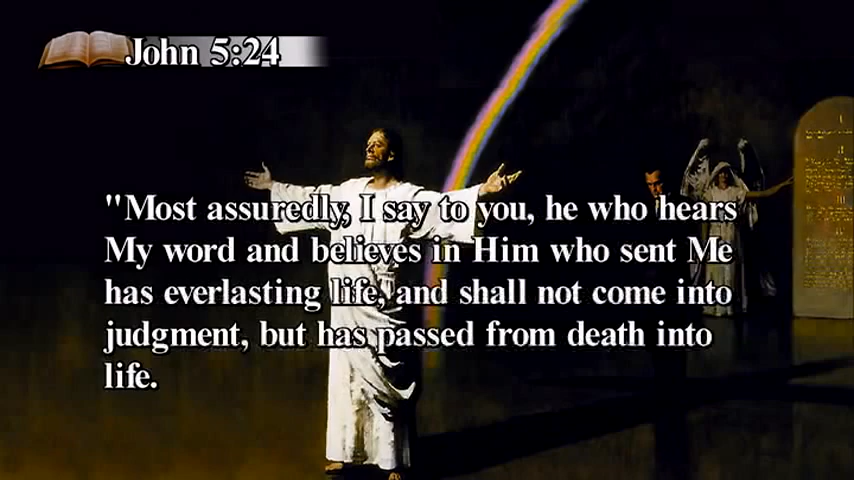 John 5:24
"Most assuredly, I say to you, he who hears
My word and believes in Him who sent Me
has everlasting life, and shall not come into
judgment, but has passed from death into
life.